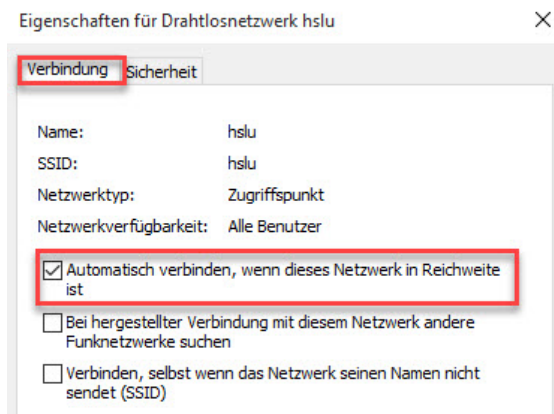 Eigenschaften für Drahtlosnetzwerk hslu
Verbindung Sicherheit
Name: hslu
SSID: hslu
Netzwerktyp: Zugriffspunkt
Netzwerkverfügbarkeit: Alle Benutzer
Automatisch verbinden, wenn dieses Netzwerk in Reichweite
ist
Bei hergestellter Verbindung mit diesem Netzwerk andere
Funknetzwerke suchen
Verbinden, selbst wenn das Netzwerk seinen Namen nicht
sendet (SSID)